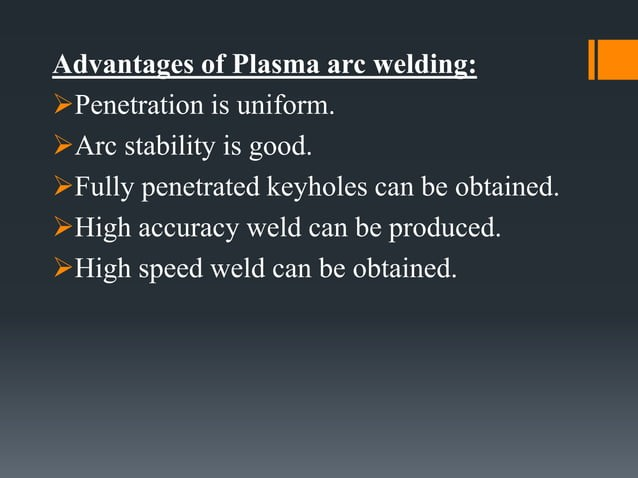 Advantages of Plasma arc welding:
➢Penetration is uniform.
➢Arc stability is good.
➢Fully penetrated keyholes can be obtained.
➢High accuracy weld can be produced.
➢High speed weld can be obtained.